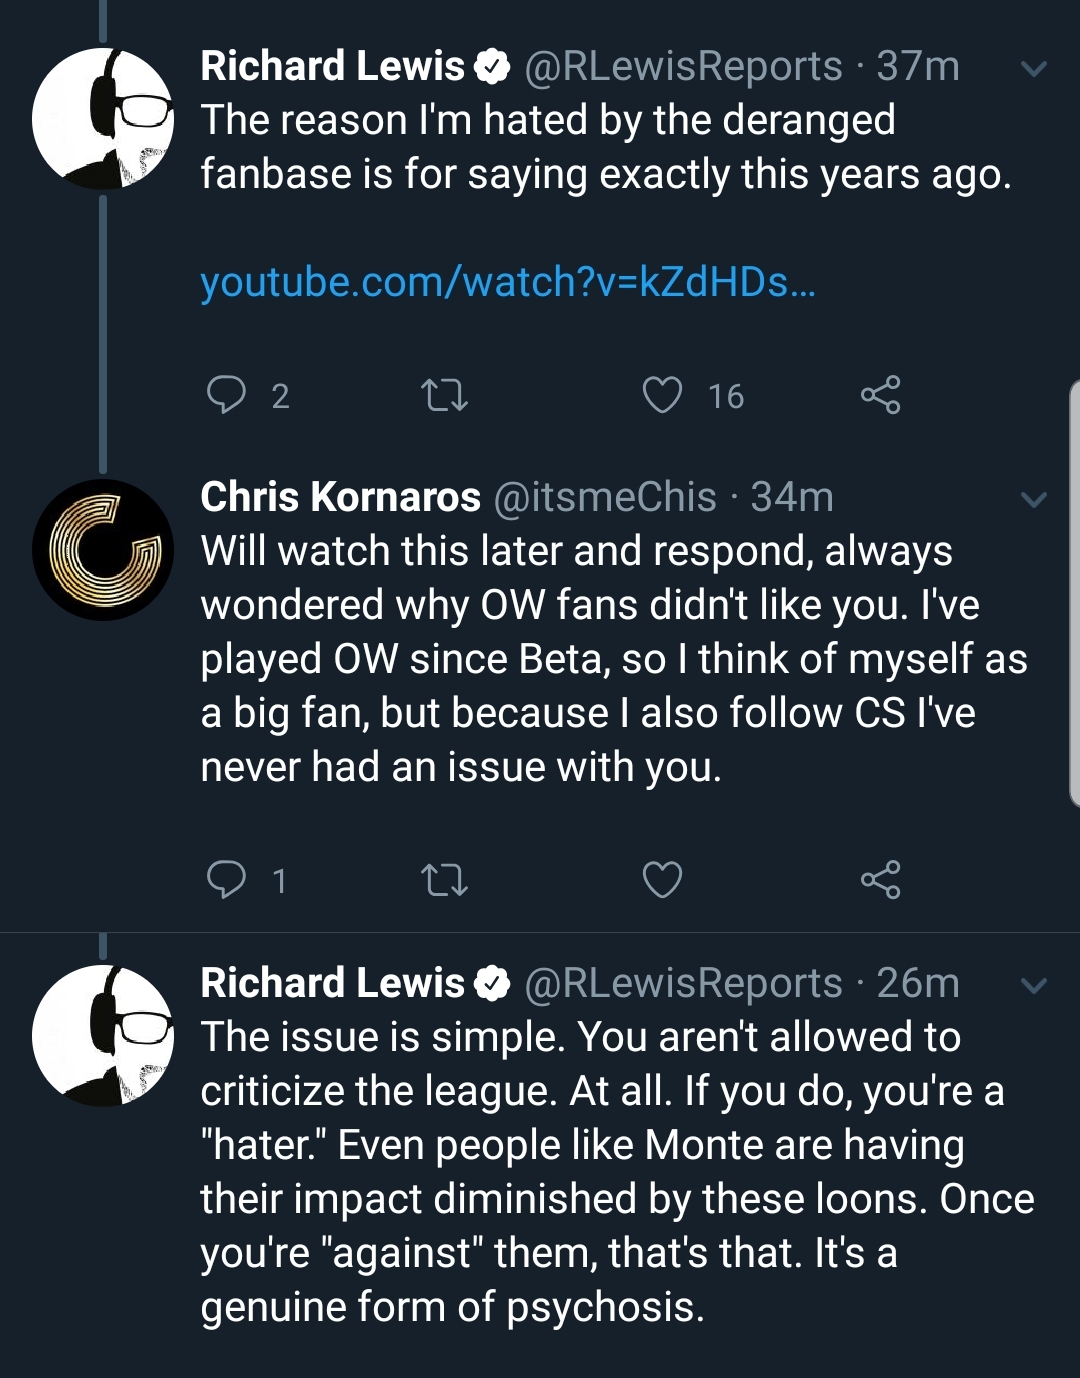 Richard Lewis @RLewisReports · 37m
The reason I'm hated by the deranged
fanbase is for saying exactly this years ago.
youtube.com/watch?v=kZdHDs...
2 16
Chris Kornaros @itsmeChis · 34m
Will watch this later and respond, always
wondered why OW fans didn't like you. I've
played OW since Beta, so I think of myself as
a big fan, but because I also follow CS I've
never had an issue with you.
1
Richard Lewis @RLewisReports · 26m
The issue is simple. You aren't allowed to
criticize the league. At all. If you do, you're a
"hater." Even people like Monte are having
their impact diminished by these loons. Once
you're "against" them, that's that. It's a
genuine form of psychosis.